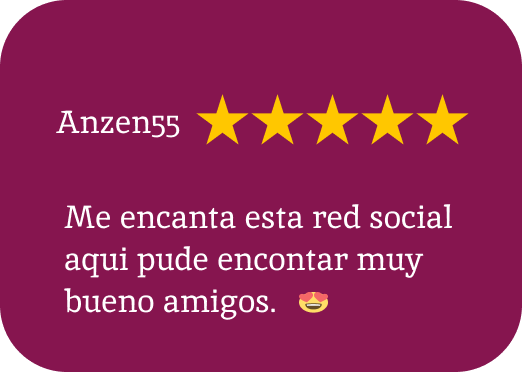 Anzen55
Me encanta esta red social
aqui pude encontar muy
bueno amigos. 😍